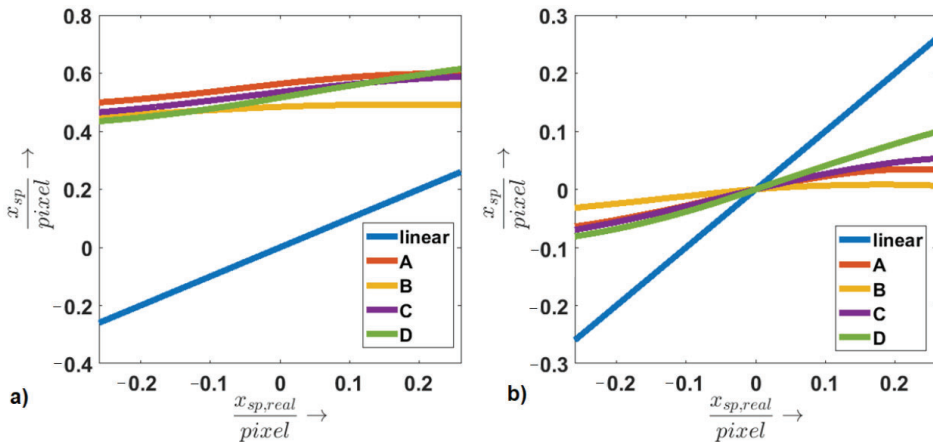 0.8
0.6
0.4
0.2
0
−0.2
−0.4
x_sp/pixel →
−0.2 −0.1 0 0.1 0.2
x_sp,real/pixel →
linear
A
B
C
D
a)
0.3
0.2
0.1
0
−0.1
−0.2
−0.3
x_sp/pixel →
−0.2 −0.1 0 0.1 0.2
x_sp,real/pixel →
linear
A
B
C
D
b)